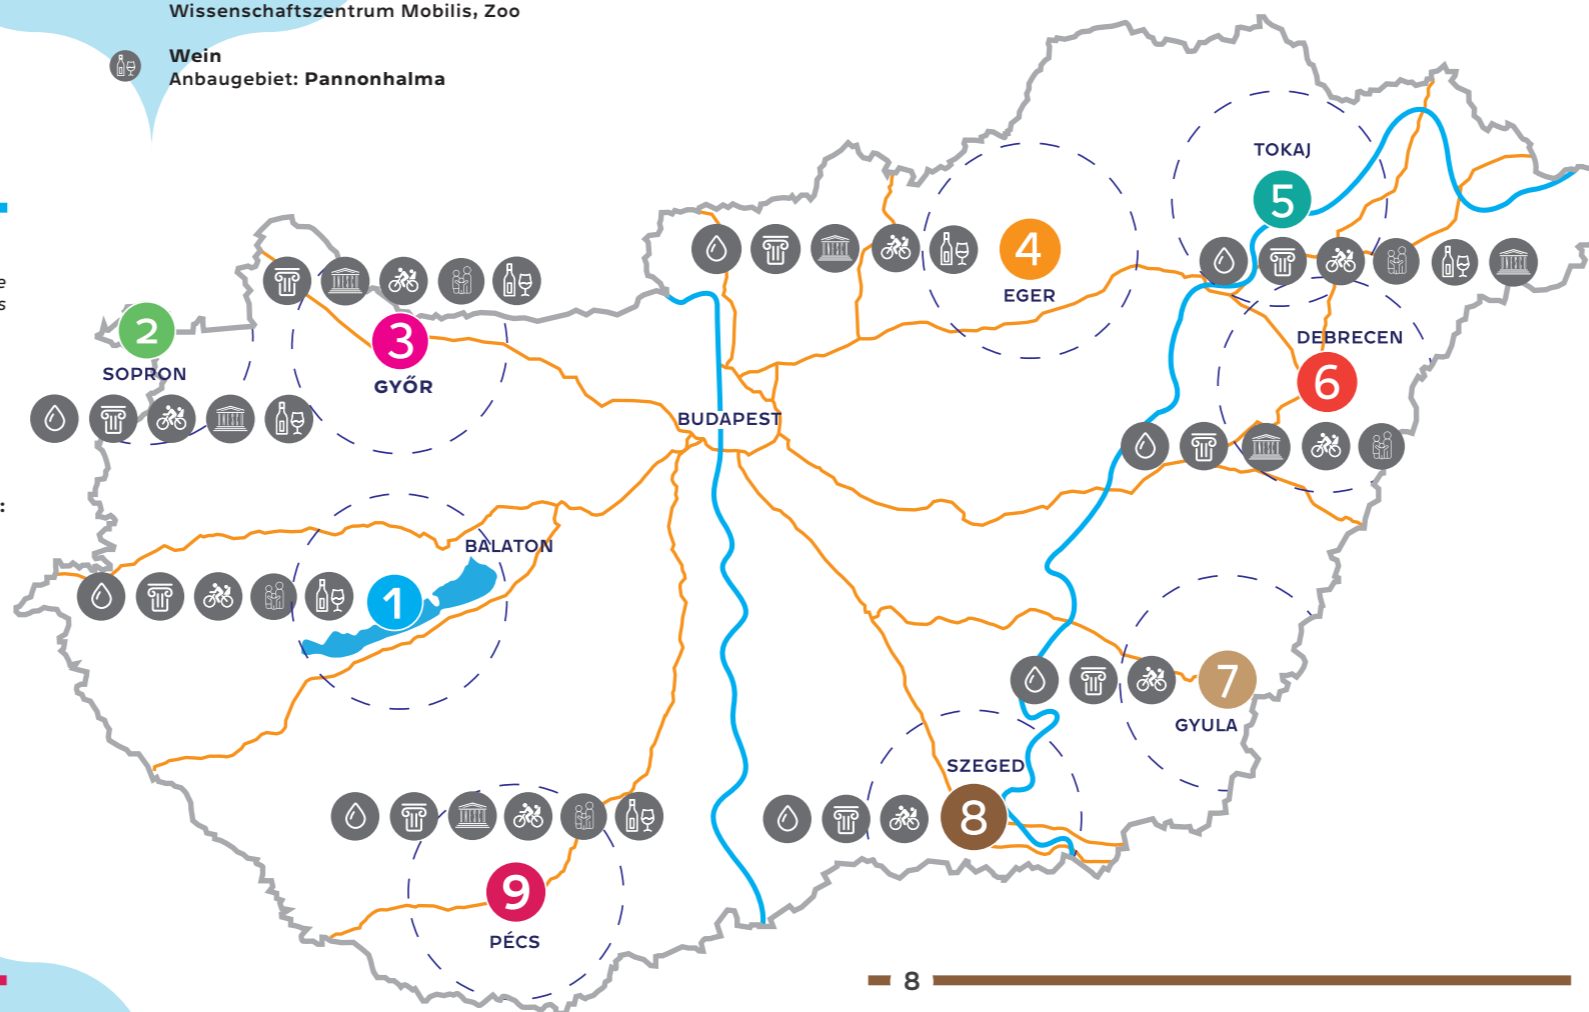 Wissenschaftszentrum Mobilis, Zoo
Wein
Anbaugebiet: Pannonhalma
e
s
:
TOKAJ
5
4
EGER
2
SOPRON
3
GYŐR
DEBRECEN
6
BUDAPEST
BALATON
1
7
GYULA
SZEGED
8
9
PÉCS
8